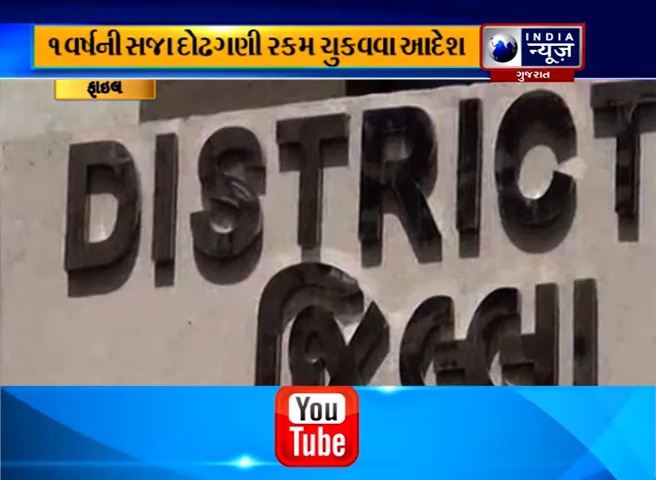 ૧ વર્ષની સજા દોઢગણી રકમ ચુકવવા આદેશ
INDIA
न्यूज़
ગુજરાત
ફાઇલ
DISTRICT
જિલ્લા
You
Tube